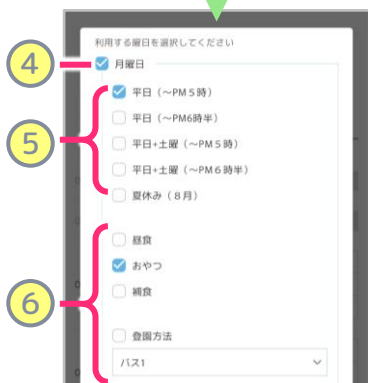 利用する曜日を選択してください
④
月曜日
⑤
平日（～PM５時）
平日（～PM6時半）
平日+土曜（～PM５時）
平日+土曜（～PM６時半）
夏休み（８月）
⑥
昼食
おやつ
補食
登園方法
バス1